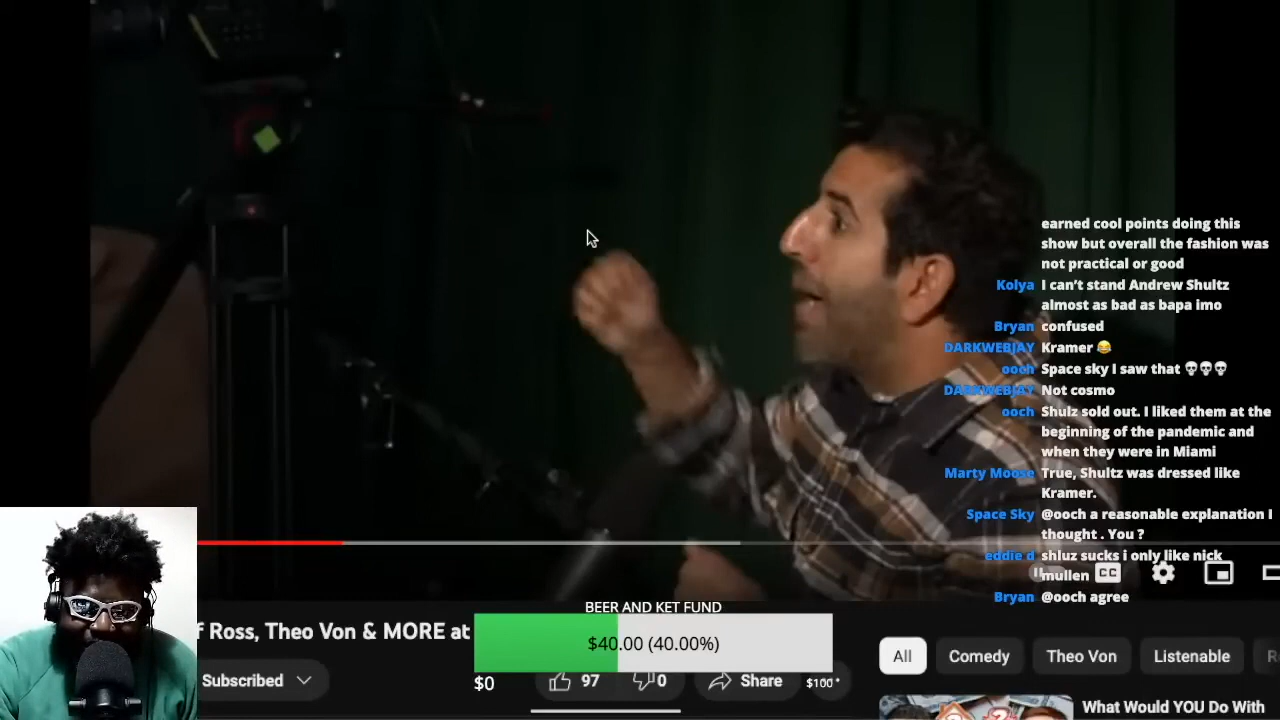 earned cool points doing this
show but overall the fashion was
not practical or good
Kolya I can't stand Andrew Shultz
almost as bad as bapa imo
Bryan confused
DARKWEBJAY Kramer 😂
ooch Space sky I saw that 💀💀💀
DARKWEBJAY Not cosmo
ooch Shulz sold out. I liked them at the
beginning of the pandemic and
when they were in Miami
Marty Moose True, Shultz was dressed like
Kramer.
Space Sky @ooch a reasonable explanation I
thought . You ?
eddie d shluz sucks i only like nick
mullen
CC
Bryan @ooch agree
BEER AND KET FUND
f Ross, Theo Von & MORE at
$40.00 (40.00%)
All Comedy Theo Von Listenable
Subscribed
$0
97
0
Share
$100*
What Would YOU Do With